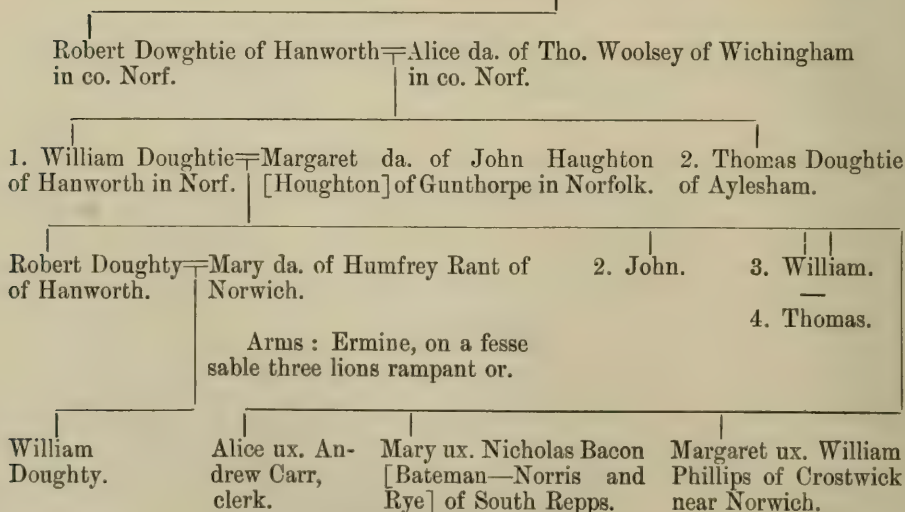 Robert Dowghtie of Hanworth=Alice da. of Tho. Woolsey of Wichingham
in co. Norf.
in co. Norf.
1. William Doughtie=Margaret da. of John Haughton
of Hanworth in Norf.
[Houghton] of Gunthorpe in Norfolk.
2. Thomas Doughtie
of Aylesham.
Robert Doughty=Mary da. of Humfrey Rant of
of Hanworth.
Norwich.
2. John.
3. William.
—
4. Thomas.
Arms : Ermine, on a fesse
sable three lions rampant or.
William
Doughty.
Alice ux. An-
drew Carr,
clerk.
Mary ux. Nicholas Bacon
[Bateman—Norris and
Rye] of South Repps.
Margaret ux. William
Phillips of Crostwick
near Norwich.